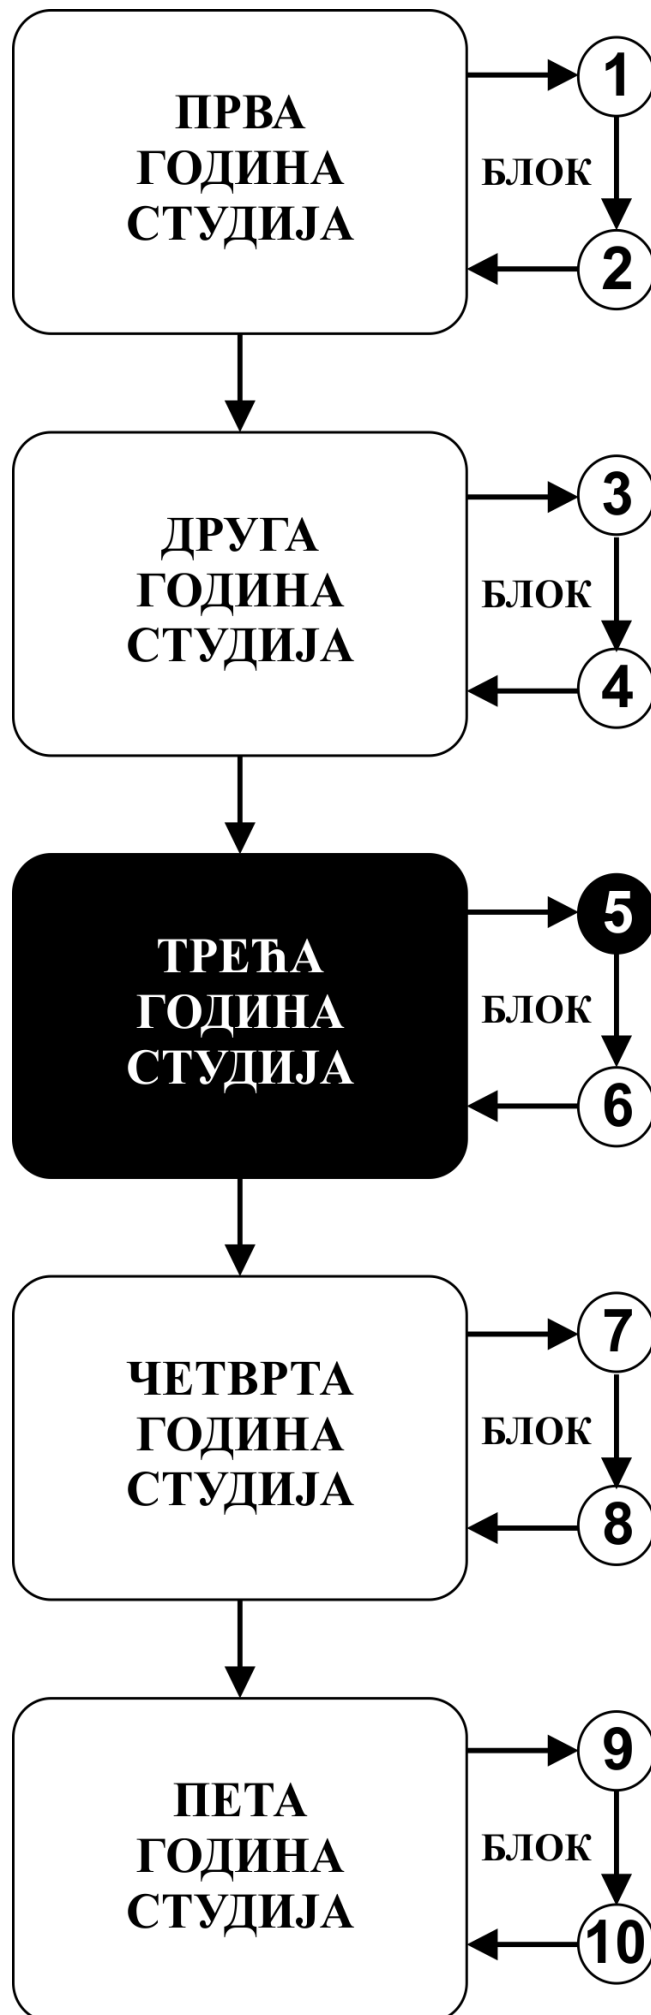 ПРВА
ГОДИНА
СТУДИЈА
1
БЛОК
2
ДРУГА
ГОДИНА
СТУДИЈА
3
БЛОК
4
ТРЕЋА
ГОДИНА
СТУДИЈА
5
БЛОК
6
ЧЕТВРТА
ГОДИНА
СТУДИЈА
7
БЛОК
8
ПЕТА
ГОДИНА
СТУДИЈА
9
БЛОК
10